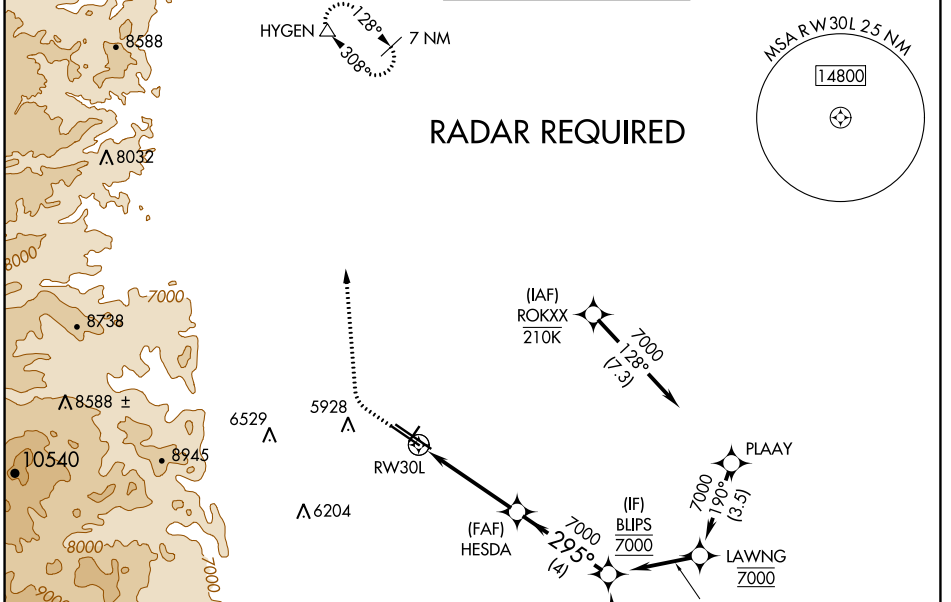 8588
HYGEN
128°
7 NM
308°
MSA RW30L 25 NM
14800
RADAR REQUIRED
8032
8000
7000
8738
(IAF)
ROKXX
210K
7000
128°
(7.3)
8588 ±
6529
5928
10540
8945
RW30L
PLAAY
7000
190°
(3.5)
6204
(FAF)
HESDA
7000
295°
(4)
(IF)
BLIPS
7000
LAWNG
7000
8000
7000
9000